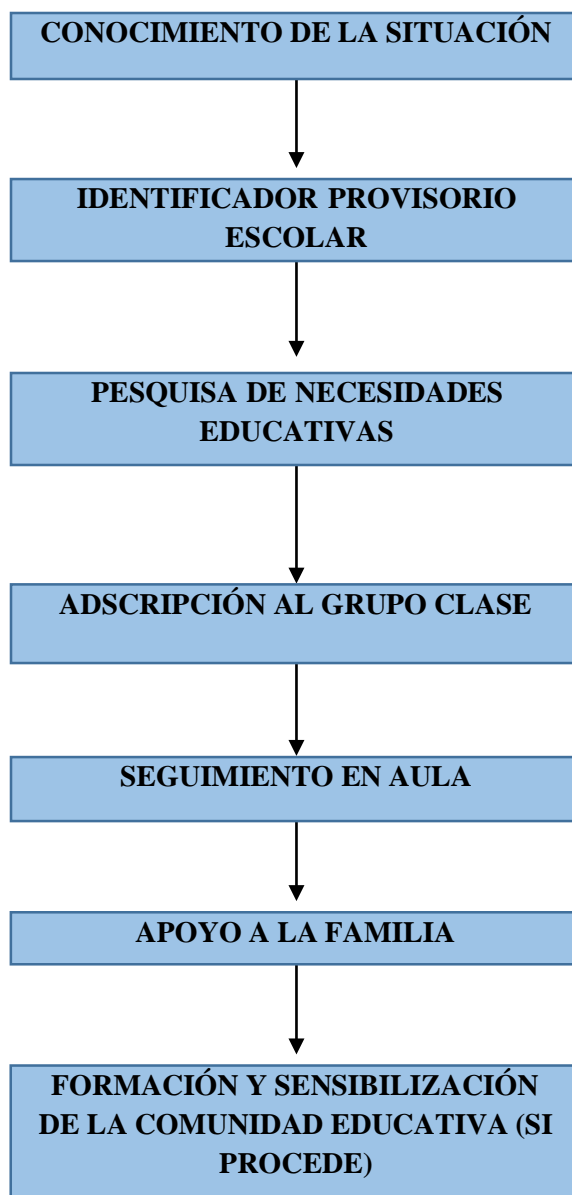 CONOCIMIENTO DE LA SITUACIÓN
IDENTIFICADOR PROVISORIO
ESCOLAR
PESQUISA DE NECESIDADES
EDUCATIVAS
ADSCRIPCIÓN AL GRUPO CLASE
SEGUIMIENTO EN AULA
APOYO A LA FAMILIA
FORMACIÓN Y SENSIBILIZACIÓN
DE LA COMUNIDAD EDUCATIVA (SI
PROCEDE)